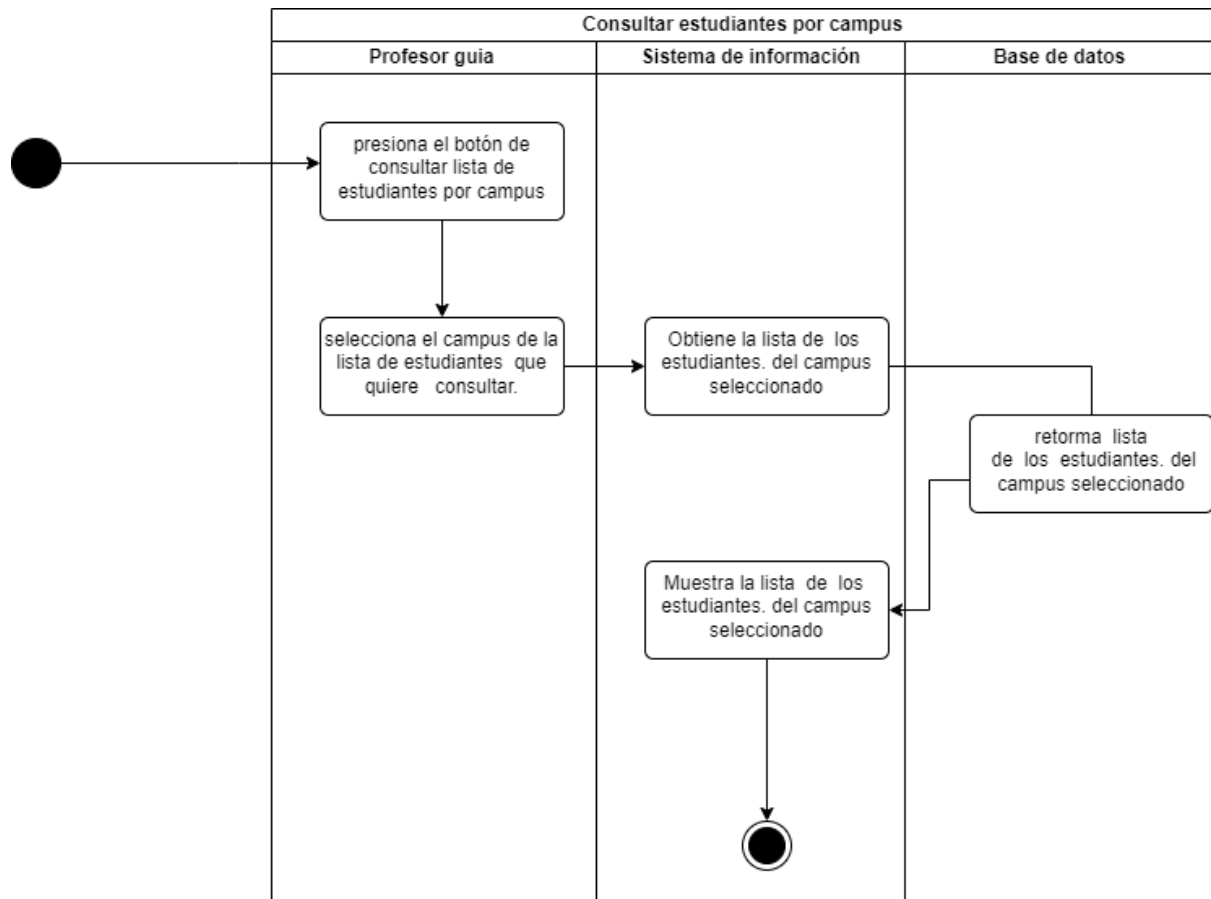 Consultar estudiantes por campus
Profesor guia
Sistema de información
Base de datos
presiona el botón de
consultar lista de
estudiantes por campus
selecciona el campus de la
lista de estudiantes que
quiere consultar.
Obtiene la lista de los
estudiantes. del campus
seleccionado
retorma lista
de los estudiantes. del
campus seleccionado
Muestra la lista de los
estudiantes. del campus
seleccionado